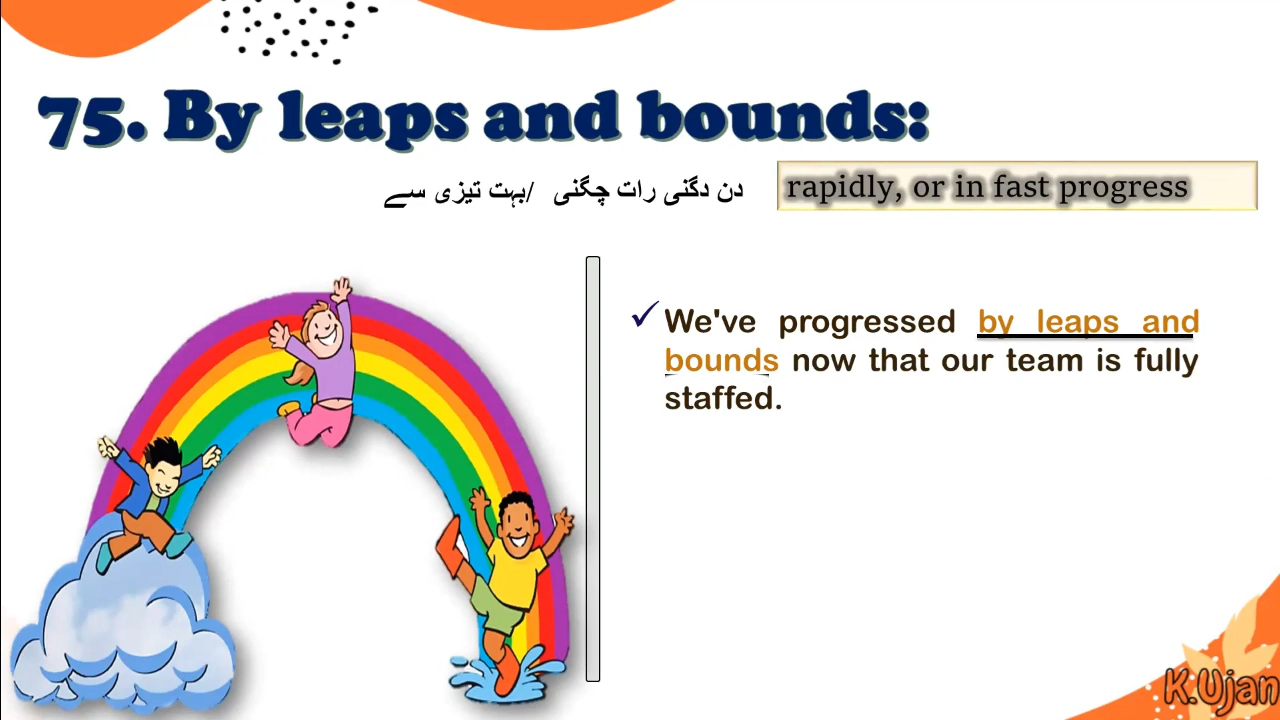 75. By leaps and bounds:
دن دگنی رات چگنی /بہت تیزی سے
rapidly, or in fast progress
✓ We've progressed by leaps and
bounds now that our team is fully
staffed.
K.Ujan